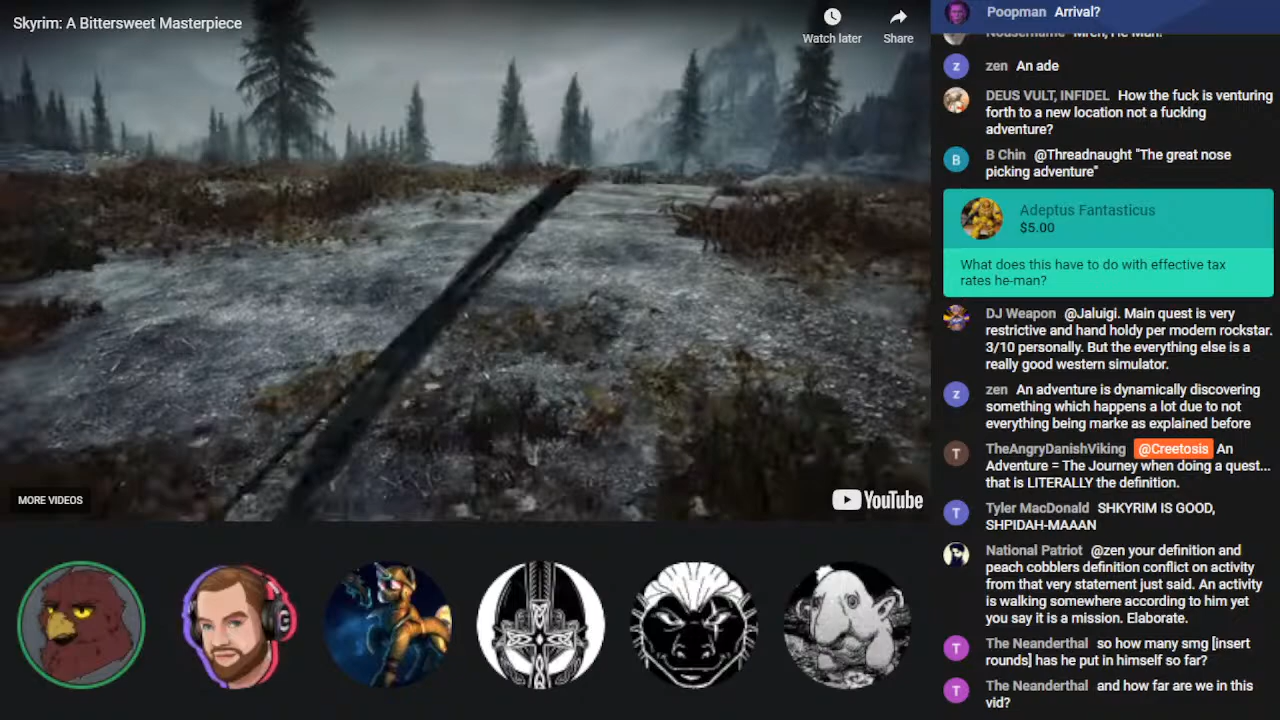 Skyrim: A Bittersweet Masterpiece
Watch later
Share
MORE VIDEOS
YouTube
Poopman Arrival?
Nousername Mreh, He Man!
zen An ade
DEUS VULT, INFIDEL How the fuck is venturing
forth to a new location not a fucking
adventure?
B
B Chin @Threadnaught "The great nose
picking adventure"
Adeptus Fantasticus
$5.00
What does this have to do with effective tax
rates he-man?
DJ Weapon @Jaluigi. Main quest is very
restrictive and hand holdy per modern rockstar.
3/10 personally. But the everything else is a
really good western simulator.
z
zen An adventure is dynamically discovering
something which happens a lot due to not
everything being marke as explained before
T
TheAngryDanishViking @Creetosis An
Adventure = The Journey when doing a quest...
that is LITERALLY the definition.
T
Tyler MacDonald SHKYRIM IS GOOD,
SHPIDAH-MAAAN
National Patriot @zen your definition and
peach cobblers definition conflict on activity
from that very statement just said. An activity
is walking somewhere according to him yet
you say it is a mission. Elaborate.
T
The Neanderthal so how many smg [insert
rounds] has he put in himself so far?
T
The Neanderthal and how far are we in this
vid?